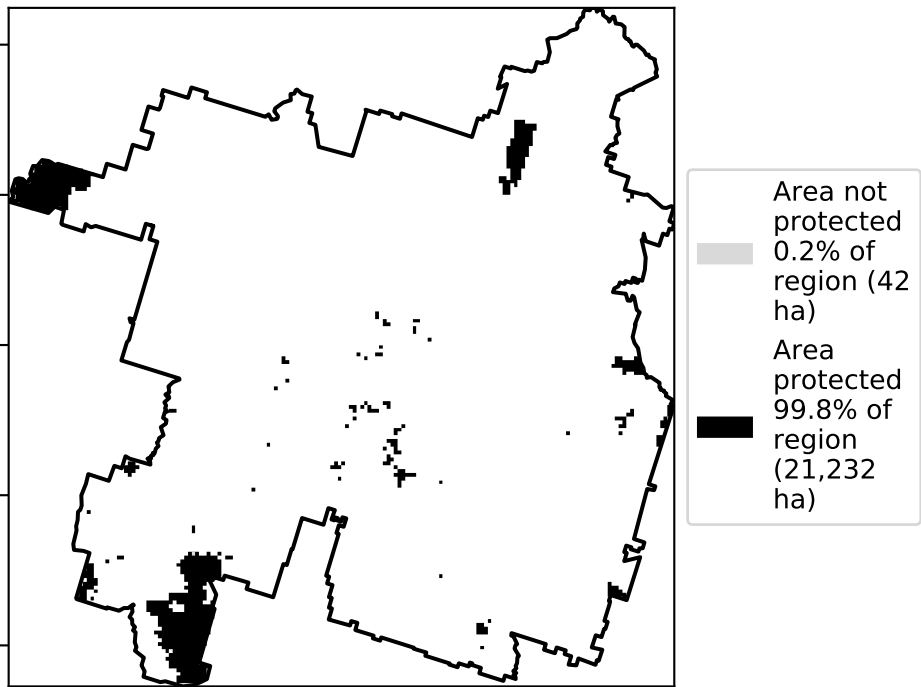 Area not
protected
0.2% of
region (42
ha)
Area
protected
99.8% of
region
(21,232
ha)